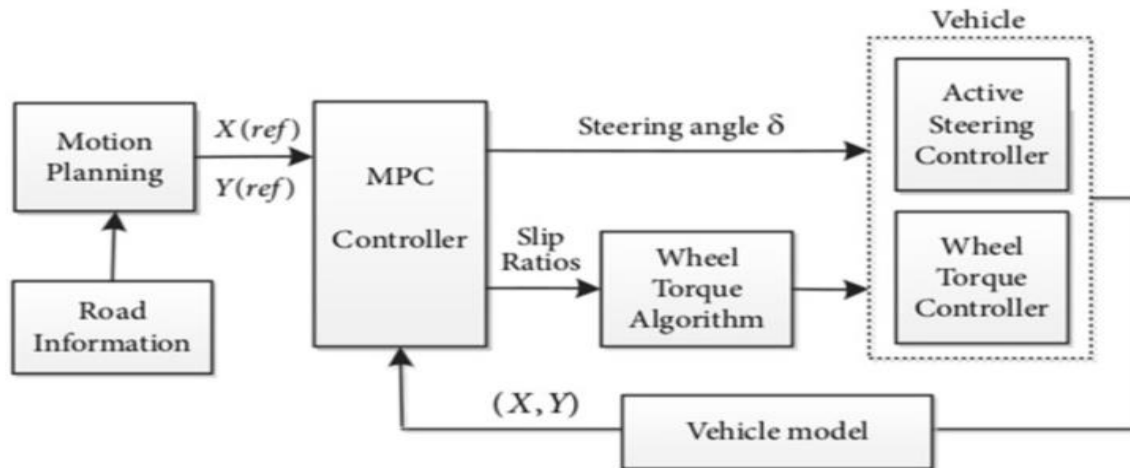 Vehicle
Motion
Planning
X(ref)
Y(ref)
MPC
Controller
Steering angle δ
Active
Steering
Controller
Slip
Ratios
Wheel
Torque
Algorithm
Wheel
Torque
Controller
Road
Information
(X, Y)
Vehicle model